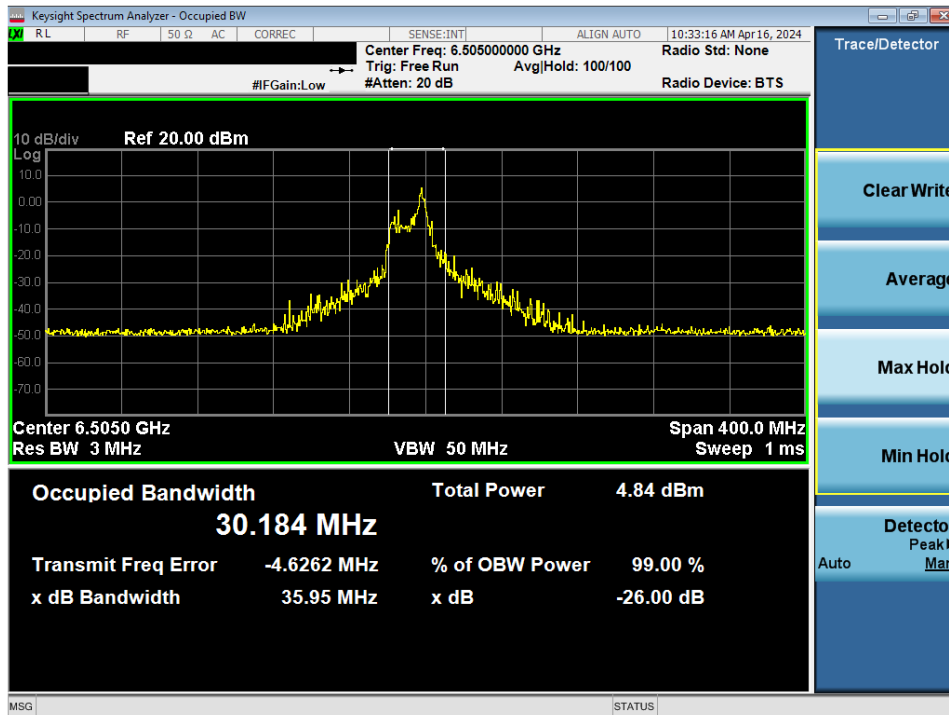 Keysight Spectrum Analyzer - Occupied BW
LXI RL RF 50 Ω AC CORREC SENSE:INT ALIGN AUTO 10:33:16 AM Apr 16, 2024
Center Freq: 6.505000000 GHz Radio Std: None
Trig: Free Run Avg|Hold: 100/100
#IFGain:Low #Atten: 20 dB Radio Device: BTS
10 dB/div Ref 20.00 dBm
Log
10.0
0.00
-10.0
-20.0
-30.0
-40.0
-50.0
-60.0
-70.0
Center 6.5050 GHz Span 400.0 MHz
Res BW 3 MHz VBW 50 MHz Sweep 1 ms
Occupied Bandwidth Total Power 4.84 dBm
30.184 MHz
Transmit Freq Error -4.6262 MHz % of OBW Power 99.00 %
x dB Bandwidth 35.95 MHz x dB -26.00 dB
MSG STATUS
Trace/Detector
Clear Write
Average
Max Hold
Min Hold
Detecto
Peak
Auto Man